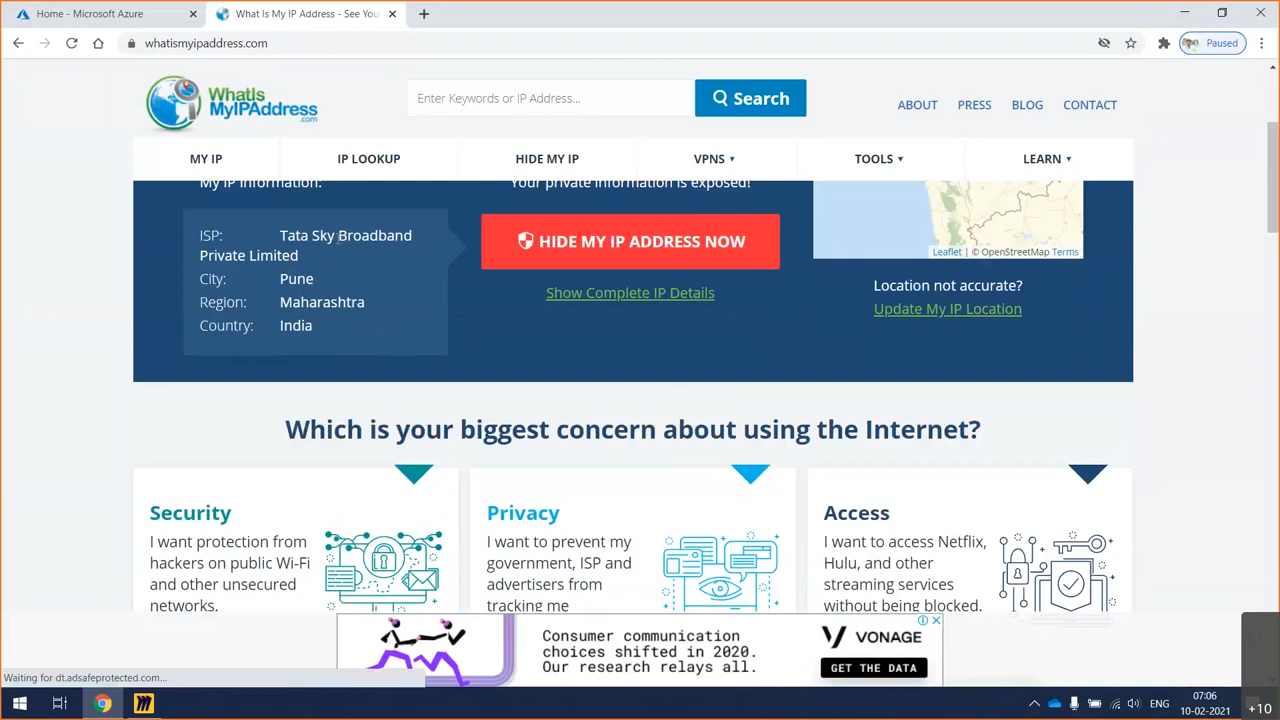 Home - Microsoft Azure
What Is My IP Address - See You
whatismyipaddress.com
Paused
WhatIs
MyIPAddress
.com
Enter Keywords or IP Address...
Search
ABOUT
PRESS
BLOG
CONTACT
MY IP
IP LOOKUP
HIDE MY IP
VPNS
TOOLS
LEARN
My IP Information:
Your private information is exposed!
ISP: Tata Sky Broadband
Private Limited
City: Pune
Region: Maharashtra
Country: India
HIDE MY IP ADDRESS NOW
Show Complete IP Details
Leaflet | © OpenStreetMap Terms
Location not accurate?
Update My IP Location
Which is your biggest concern about using the Internet?
Security
I want protection from
hackers on public Wi-Fi
and other unsecured
networks.
Privacy
I want to prevent my
government, ISP and
advertisers from
tracking me
Access
I want to access Netflix,
Hulu, and other
streaming services
without being blocked.
Consumer communication
choices shifted in 2020.
Our research relays all.
VONAGE
GET THE DATA
Waiting for dt.adsafeprotected.com...
ENG
07:06
10-02-2021
+10